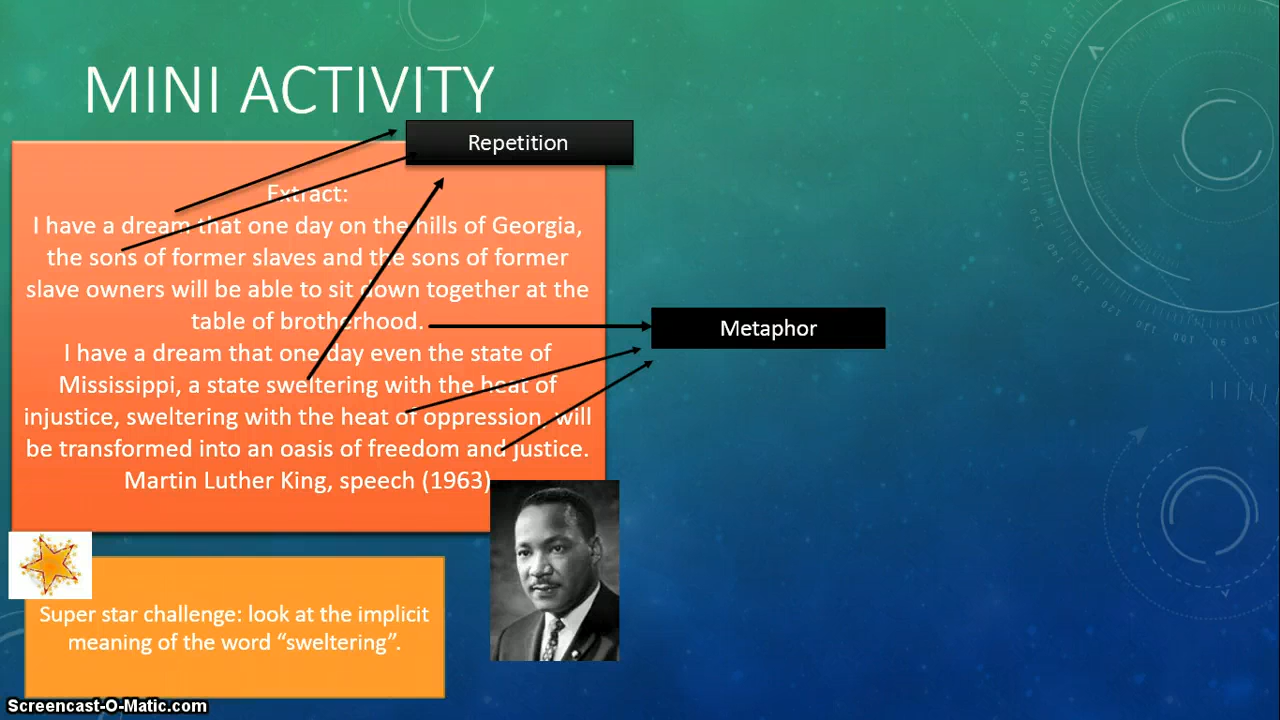 MINI ACTIVITY
Repetition
Extract:
I have a dream that one day on the hills of Georgia,
the sons of former slaves and the sons of former
slave owners will be able to sit down together at the
table of brotherhood.
I have a dream that one day even the state of
Mississippi, a state sweltering with the heat of
injustice, sweltering with the heat of oppression, will
be transformed into an oasis of freedom and justice.
Martin Luther King, speech (1963)
Metaphor
Super star challenge: look at the implicit
meaning of the word “sweltering”.
Screencast-O-Matic.com